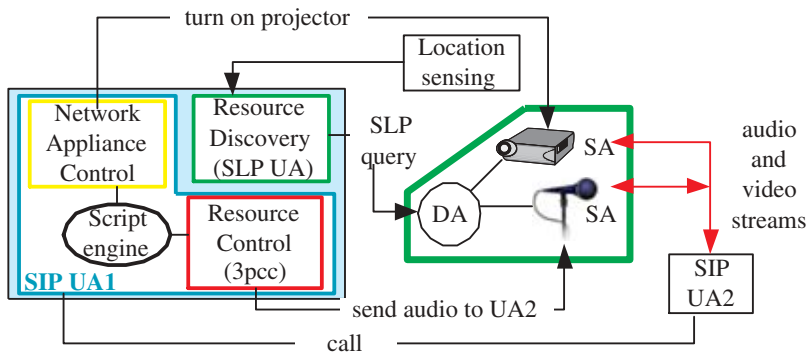 turn on projector
Location
sensing
Network
Appliance
Control
Resource
Discovery
(SLP UA)
SLP
query
SA
audio
and
video
streams
DA
SA
Script
engine
Resource
Control
(3pcc)
SIP UA1
SIP
UA2
send audio to UA2
call